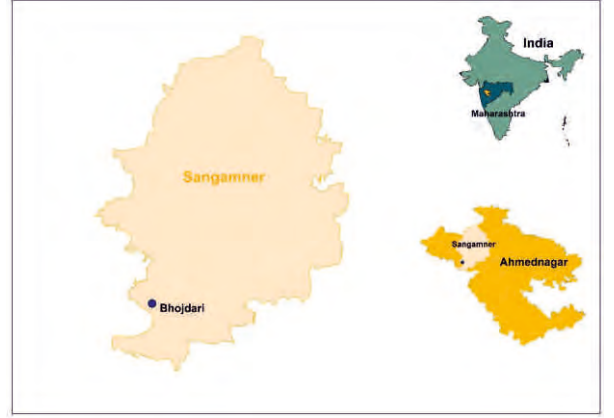 India
Maharashtra
Sangamner
Sangamner
Ahmednagar
Bhojdari